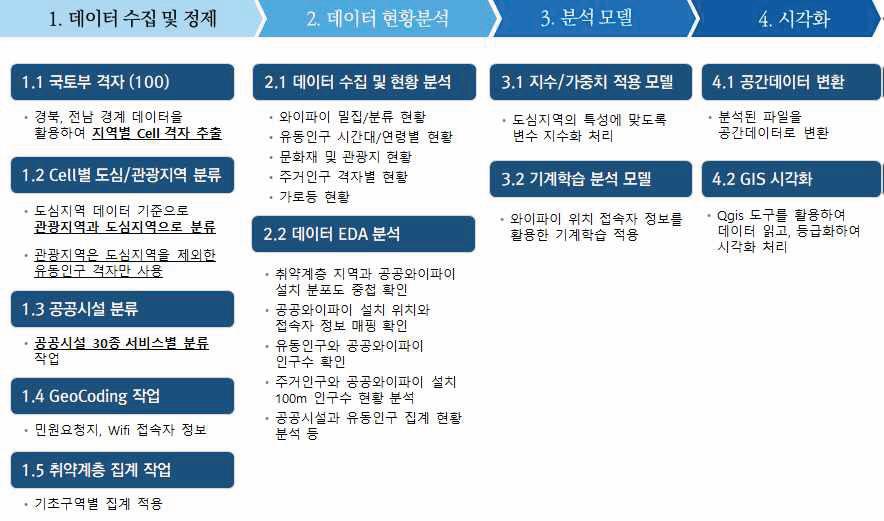 1. 데이터 수집 및 정제
2. 데이터 현황분석
3. 분석 모델
4. 시각화
1.1 국토부 격자 (100)
• 경북, 전남 경계 데이터을
활용하여 지역별 Cell 격자 추출
1.2 Cell별 도심/관광지역 분류
• 도심지역 데이터 기준으로
관광지역과 도심지역으로 분류
• 관광지역은 도심지역을 제외한
유동인구 격자만 사용
1.3 공공시설 분류
• 공공시설 30종 서비스별 분류
작업
1.4 GeoCoding 작업
• 민원요청지, Wifi 접속자 정보
1.5 취약계층 집계 작업
• 기초구역별 집계 적용
2.1 데이터 수집 및 현황 분석
• 와이파이 밀집/분류 현황
• 유동인구 시간대/연령별 현황
• 문화재 및 관광지 현황
• 주거인구 격자별 현황
• 가로등 현황
2.2 데이터 EDA 분석
• 취약계층 지역과 공공와이파이
설치 분포도 중첩 확인
• 공공와이파이 설치 위치와
접속자 정보 매핑 확인
• 유동인구와 공공와이파이
인구수 확인
• 주거인구와 공공와이파이 설치
100m 인구수 현황 분석
• 공공시설과 유동인구 집계 현황
분석 등
3.1 지수/가중치 적용 모델
• 도심지역의 특성에 맞도록
변수 지수화 처리
3.2 기계학습 분석 모델
• 와이파이 위치 접속자 정보를
활용한 기계학습 적용
4.1 공간데이터 변환
• 분석된 파일을
공간데이터로 변환
4.2 GIS 시각화
• Qgis 도구를 활용하여
데이터 읽고, 등급화하여
시각화 처리